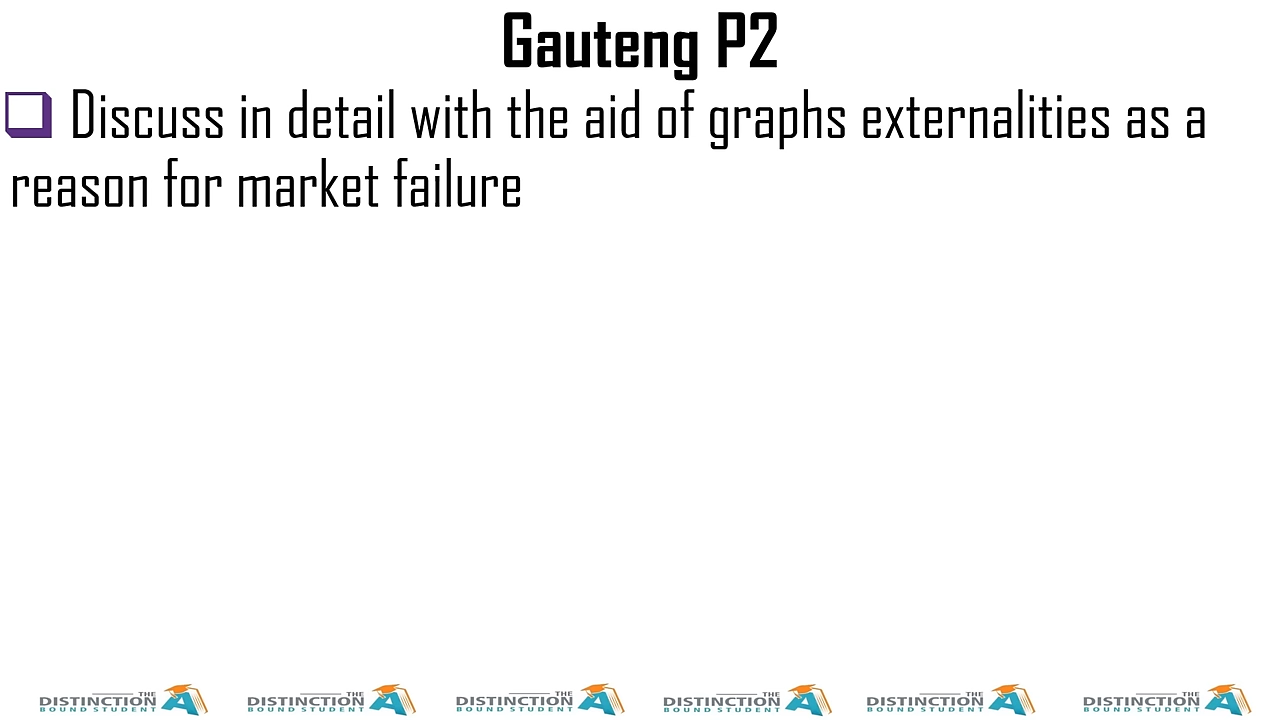 Gauteng P2
Discuss in detail with the aid of graphs externalities as a
reason for market failure
THE
DISTINCTION
BOUND STUDENT
THE
DISTINCTION
BOUND STUDENT
THE
DISTINCTION
BOUND STUDENT
THE
DISTINCTION
BOUND STUDENT
THE
DISTINCTION
BOUND STUDENT
THE
DISTINCTION
BOUND STUDENT